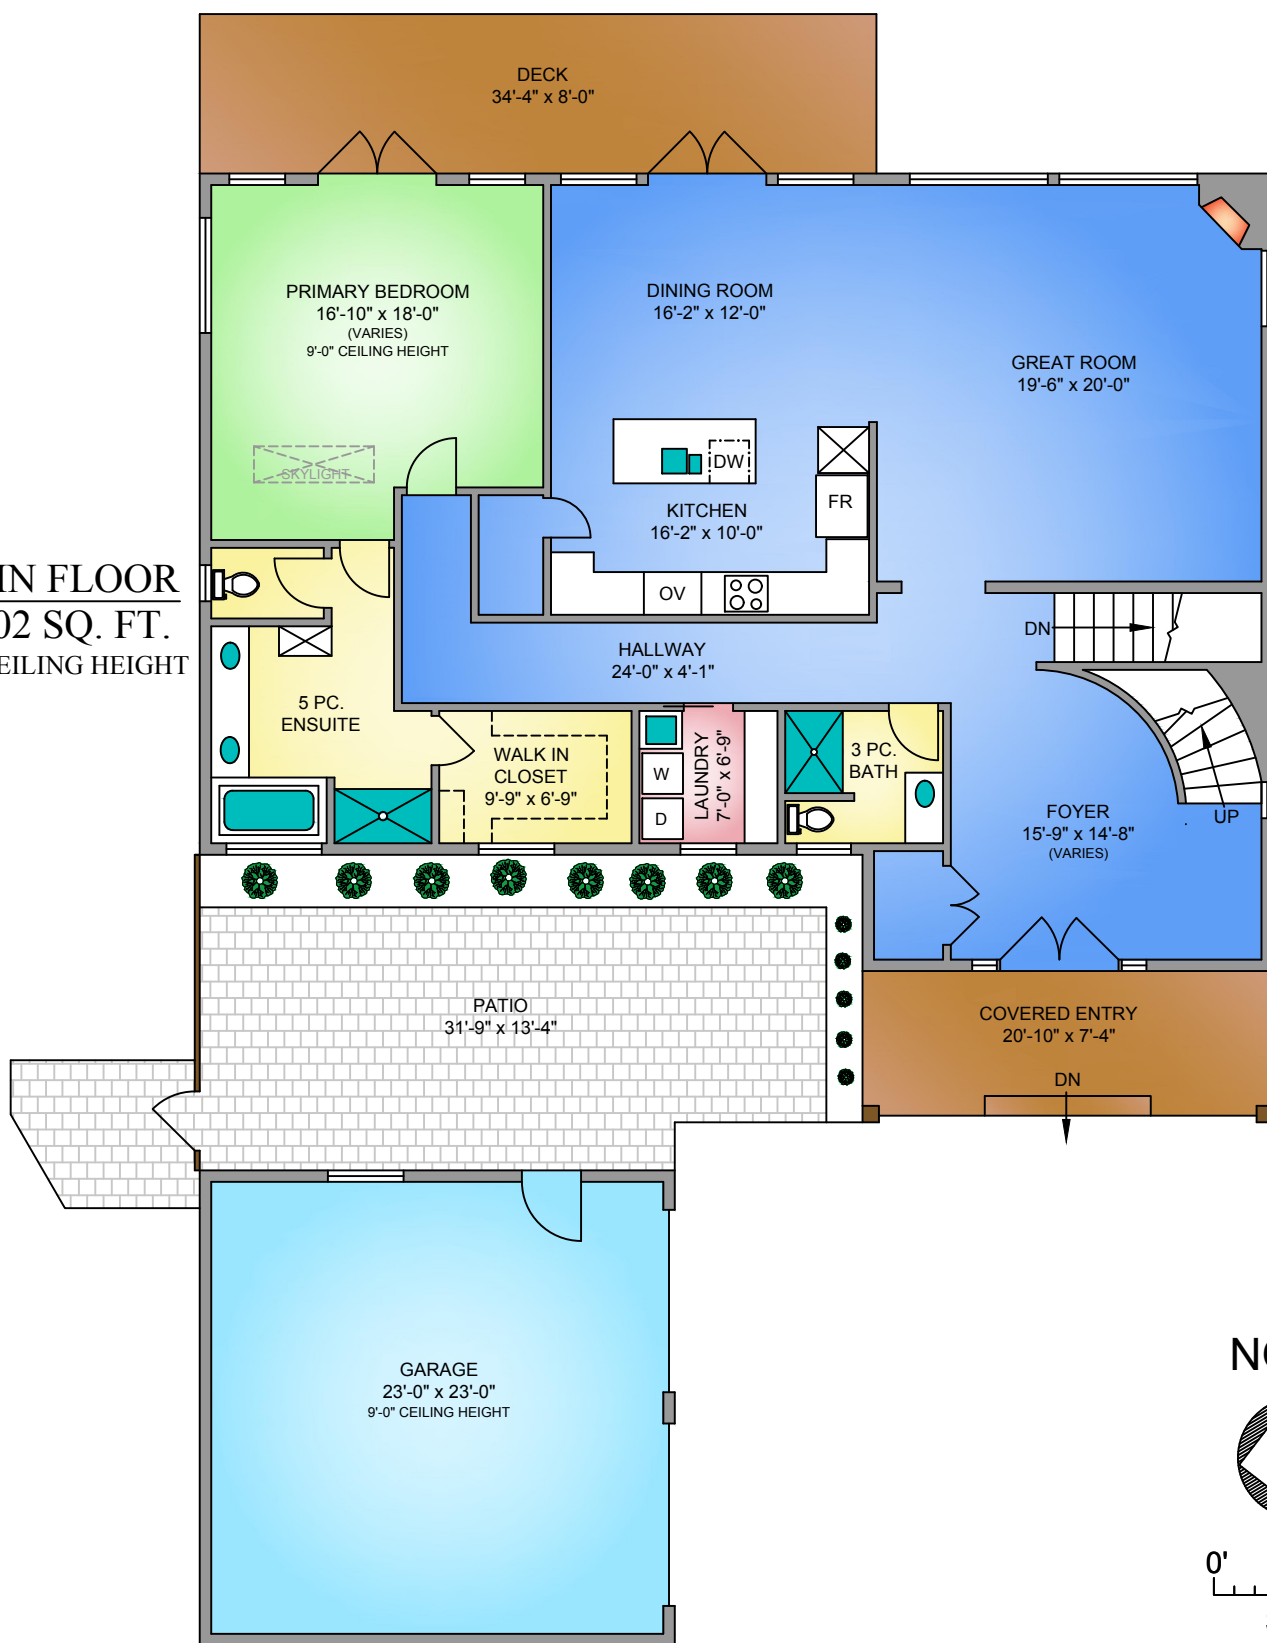 DECK
34'-4" x 8'-0"
PRIMARY BEDROOM
16'-10" x 18'-0"
(VARIES)
9'-0" CEILING HEIGHT
SKYLIGHT
DINING ROOM
16'-2" x 12'-0"
GREAT ROOM
19'-6" x 20'-0"
DW
KITCHEN
16'-2" x 10'-0"
FR
OV
IN FLOOR
02 SQ. FT.
EILING HEIGHT
HALLWAY
24'-0" x 4'-1"
DN
5 PC.
ENSUITE
WALK IN
CLOSET
9'-9" x 6'-9"
W
D
LAUNDRY
7'-0" x 6'-9"
3 PC.
BATH
FOYER
15'-9" x 14'-8"
(VARIES)
UP
PATIO
31'-9" x 13'-4"
COVERED ENTRY
20'-10" x 7'-4"
DN
GARAGE
23'-0" x 23'-0"
9'-0" CEILING HEIGHT
0'